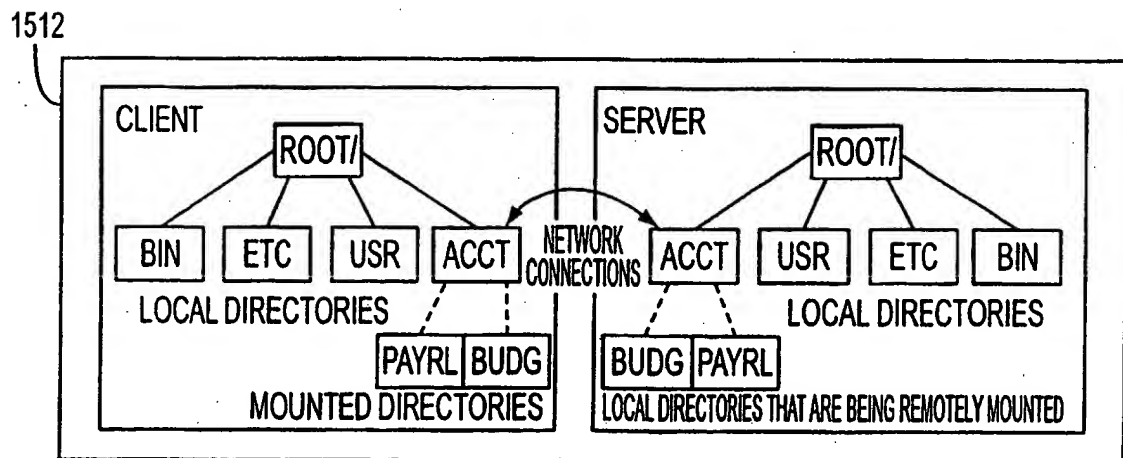 1512
CLIENT
ROOT/
BIN
ETC
USR
ACCT
LOCAL DIRECTORIES
PAYRL
BUDG
MOUNTED DIRECTORIES
NETWORK
CONNECTIONS
SERVER
ROOT/
ACCT
USR
ETC
BIN
LOCAL DIRECTORIES
BUDG
PAYRL
LOCAL DIRECTORIES THAT ARE BEING REMOTELY MOUNTED